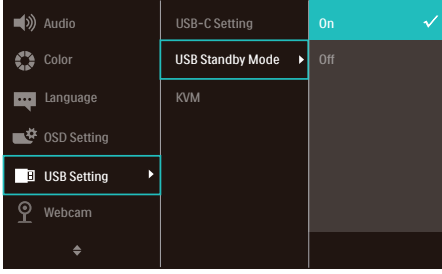 Audio
Color
Language
OSD Setting
USB Setting
Webcam
USB-C Setting
USB Standby Mode
KVM
On
Off